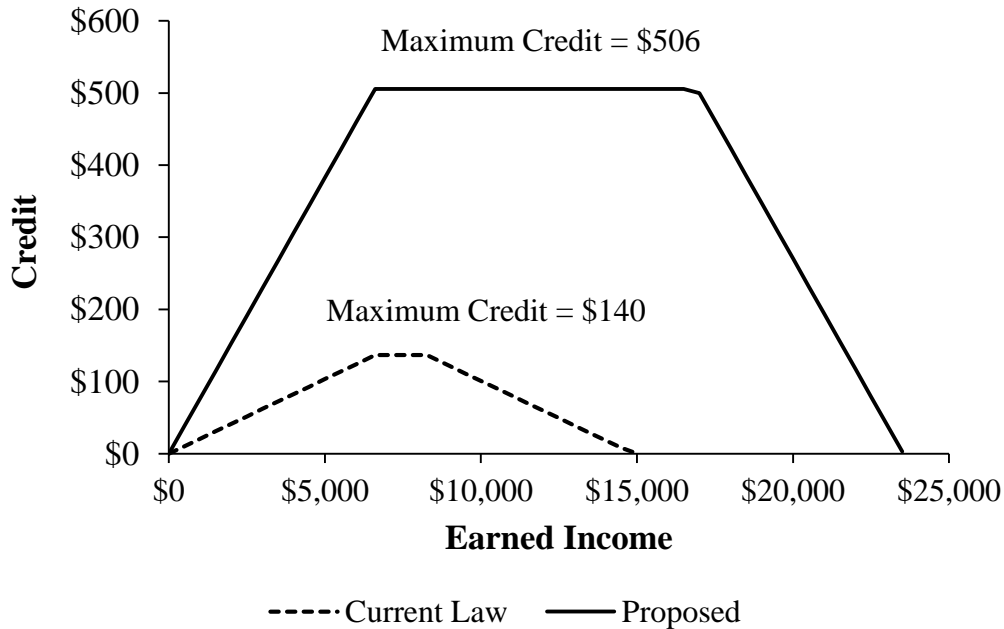 $600
Maximum Credit = $506
$500
$400
$300
Credit
Maximum Credit = $140
$200
$100
$0
$0 $5,000 $10,000 $15,000 $20,000 $25,000
Earned Income
Current Law Proposed